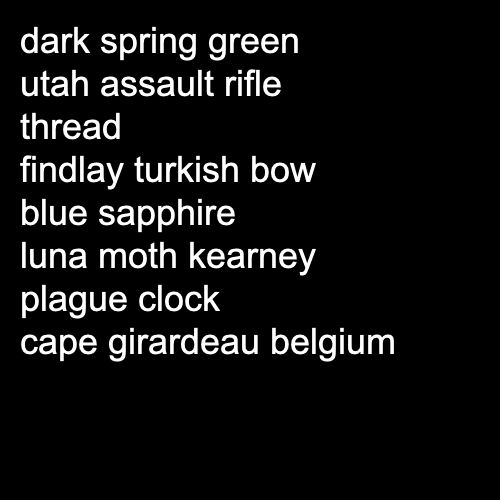 dark spring green
utah assault rifle
thread
findlay turkish bow
blue sapphire
luna moth kearney
plague clock
cape girardeau belgium